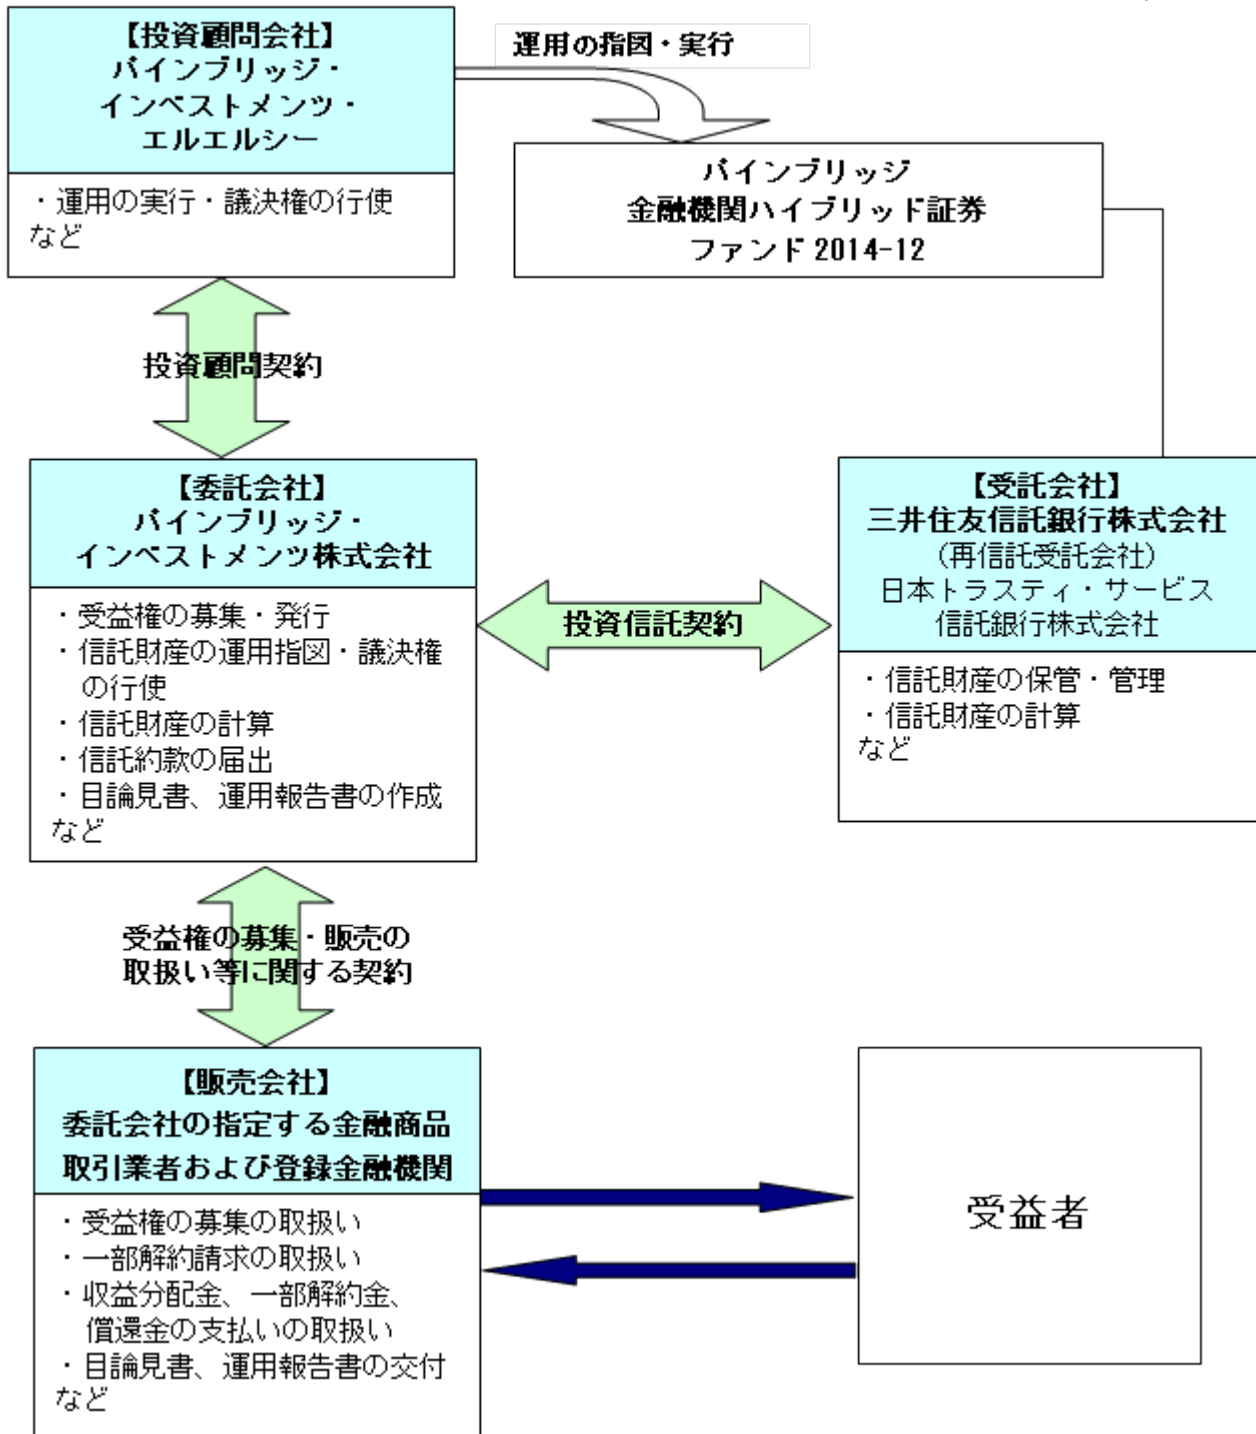 【投資顧問会社】
パインブリッジ・
インベストメンツ・
エルエルシー
・運用の実行・議決権の行使
など
運用の指図・実行
パインブリッジ
金融機関ハイブリッド証券
ファンド 2014-12
投資顧問契約
【委託会社】
パインブリッジ・
インベストメンツ株式会社
・受益権の募集・発行
・信託財産の運用指図・議決権
の行使
・信託財産の計算
・信託約款の届出
・目論見書、運用報告書の作成
など
投資信託契約
【受託会社】
三井住友信託銀行株式会社
（再信託受託会社）
日本トラスティ・サービス
信託銀行株式会社
・信託財産の保管・管理
・信託財産の計算
など
受益権の募集・販売の
取扱い等に関する契約
【販売会社】
委託会社の指定する金融商品
取引業者および登録金融機関
・受益権の募集の取扱い
・一部解約請求の取扱い
・収益分配金、一部解約金、
償還金の支払いの取扱い
・目論見書、運用報告書の交付
など
受益者